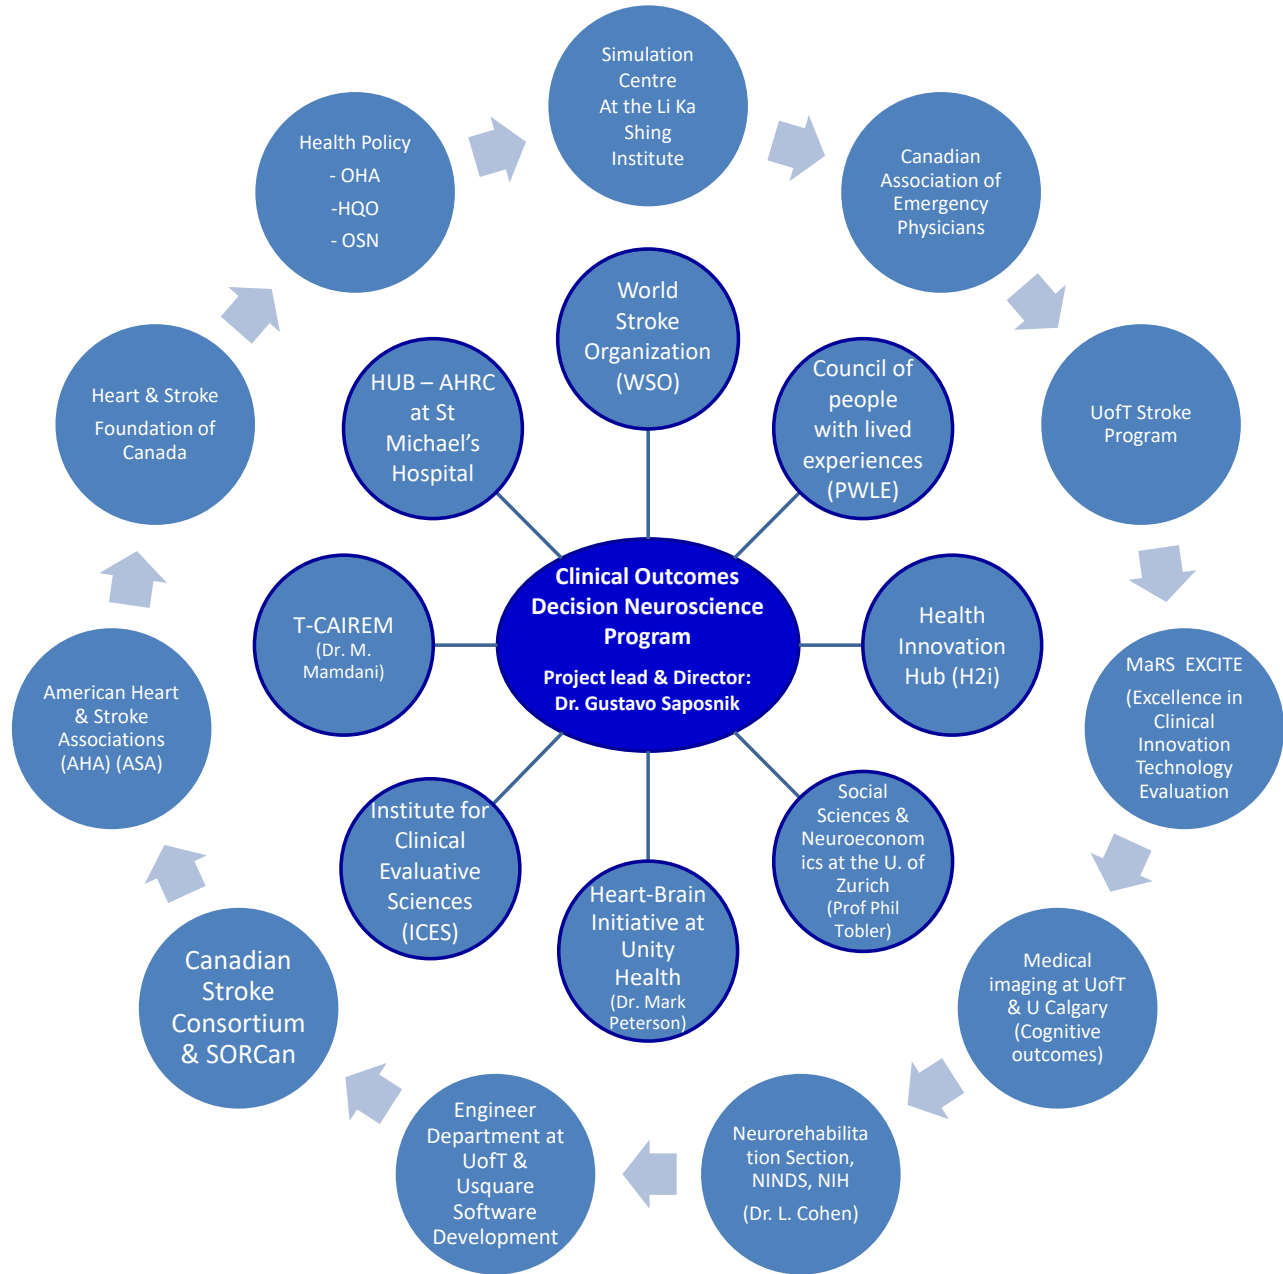 Simulation
Centre
At the Li Ka
Shing
Institute
Canadian
Association of
Emergency
Physicians
UofT Stroke
Program
MaRS EXCITE
(Excellence in
Clinical
Innovation
Technology
Evaluation
Medical
imaging at UofT
& U Calgary
(Cognitive
outcomes)
Neurorehabilita
tion Section,
NINDS, NIH
(Dr. L. Cohen)
Engineer
Department at
UofT &
Usquare
Software
Development
Canadian
Stroke
Consortium
& SORCan
American Heart
& Stroke
Associations
(AHA) (ASA)
Heart & Stroke
Foundation of
Canada
Health Policy
- OHA
-HQO
- OSN
World
Stroke
Organization
(WSO)
Council of
people
with lived
experiences
(PWLE)
Health
Innovation
Hub (H2i)
Social
Sciences &
Neuroeconom
ics at the U. of
Zurich
(Prof Phil
Tobler)
Heart-Brain
Initiative at
Unity
Health
(Dr. Mark
Peterson)
Institute for
Clinical
Evaluative
Sciences
(ICES)
T-CAIREM
(Dr. M.
Mamdani)
HUB – AHRC
at St
Michael’s
Hospital
Clinical Outcomes
Decision Neuroscience
Program
Project lead & Director:
Dr. Gustavo Saposnik